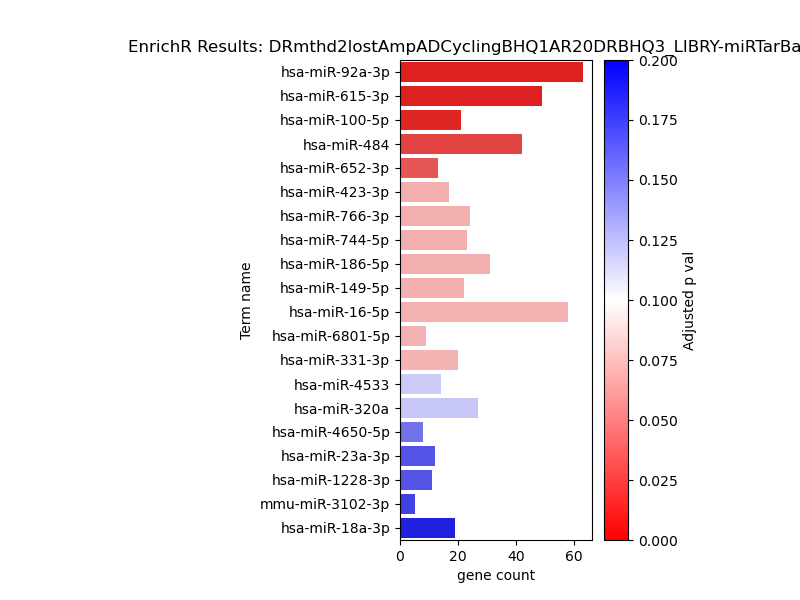 EnrichR Results: DRmthd2lostAmpADCyclingBHQ1AR20DRBHQ3_LIBRY-miRTarBa
hsa-miR-92a-3p
hsa-miR-615-3p
hsa-miR-100-5p
hsa-miR-484
hsa-miR-652-3p
hsa-miR-423-3p
hsa-miR-766-3p
hsa-miR-744-5p
hsa-miR-186-5p
hsa-miR-149-5p
hsa-miR-16-5p
hsa-miR-6801-5p
hsa-miR-331-3p
hsa-miR-4533
hsa-miR-320a
hsa-miR-4650-5p
hsa-miR-23a-3p
hsa-miR-1228-3p
mmu-miR-3102-3p
hsa-miR-18a-3p
Term name
0 20 40 60
gene count
0.200
0.175
0.150
0.125
0.100
0.075
0.050
0.025
0.000
Adjusted p val